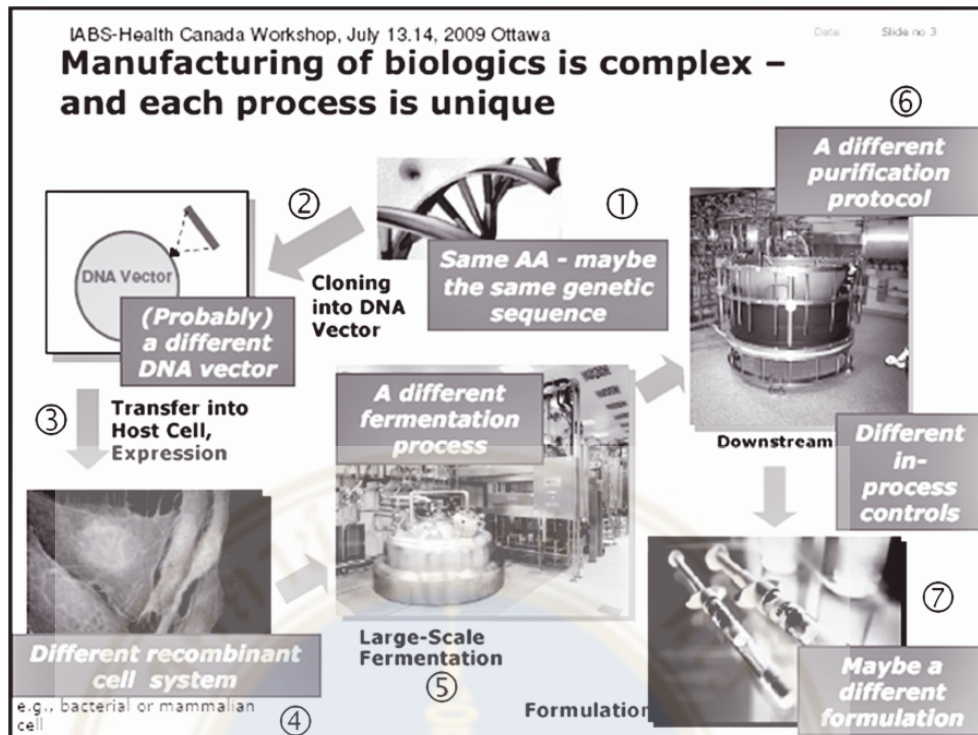 IABS-Health Canada Workshop, July 13.14, 2009 Ottawa
Date
Slide no 3
Manufacturing of biologics is complex –
and each process is unique
①
Same AA - maybe
the same genetic
sequence
②
Cloning
into DNA
Vector
DNA Vector
(Probably)
a different
DNA vector
③
Transfer into
Host Cell,
Expression
Different recombinant
cell system
e.g., bacterial or mammalian
cell
④
A different
fermentation
process
Large-Scale
Fermentation
⑤
⑥
A different
purification
protocol
Downstream
Different
in-
process
controls
⑦
Maybe a
different
formulation
Formulation